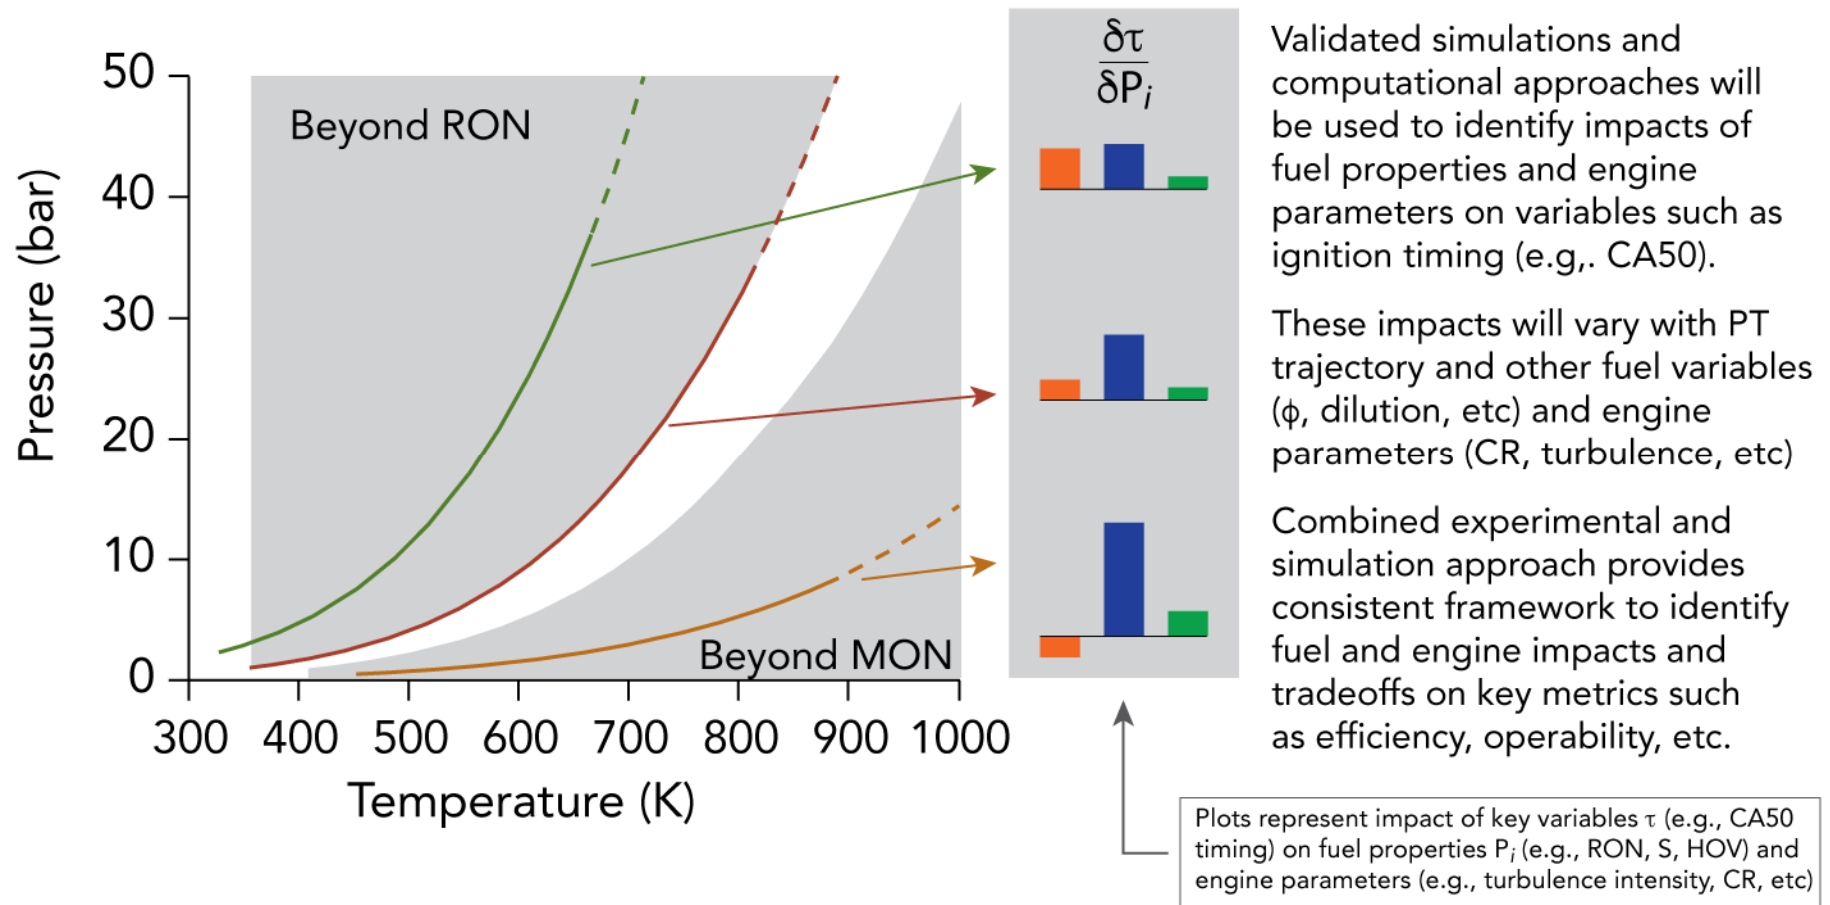 50
40
30
20
10
0
Pressure (bar)
Beyond RON
Beyond MON
300 400 500 600 700 800 900 1000
Temperature (K)
δτ
δPi
Validated simulations and
computational approaches will
be used to identify impacts of
fuel properties and engine
parameters on variables such as
ignition timing (e.g,. CA50).
These impacts will vary with PT
trajectory and other fuel variables
(ϕ, dilution, etc) and engine
parameters (CR, turbulence, etc)
Combined experimental and
simulation approach provides
consistent framework to identify
fuel and engine impacts and
tradeoffs on key metrics such
as efficiency, operability, etc.
Plots represent impact of key variables τ (e.g., CA50
timing) on fuel properties Pi (e.g., RON, S, HOV) and
engine parameters (e.g., turbulence intensity, CR, etc)